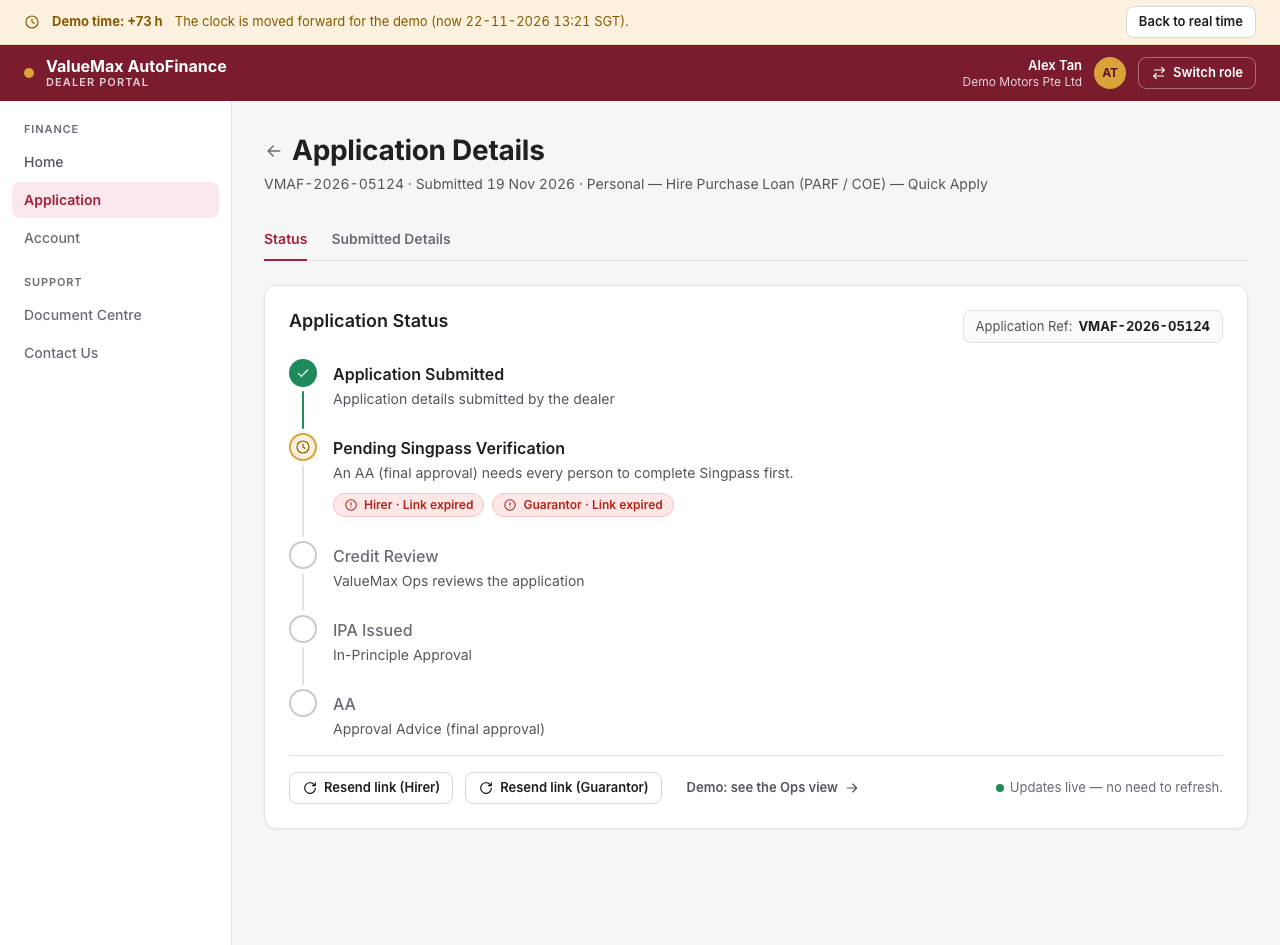 Demo time: +73 h The clock is moved forward for the demo (now 22-11-2026 13:21 SGT).
Back to real time
ValueMax AutoFinance
DEALER PORTAL
Alex Tan
Demo Motors Pte Ltd
AT
Switch role
FINANCE
Home
Application
Account
SUPPORT
Document Centre
Contact Us
Application Details
VMAF-2026-05124 · Submitted 19 Nov 2026 · Personal — Hire Purchase Loan (PARF / COE) — Quick Apply
Status
Submitted Details
Application Status
Application Ref: VMAF-2026-05124
Application Submitted
Application details submitted by the dealer
Pending Singpass Verification
An AA (final approval) needs every person to complete Singpass first.
Hirer · Link expired
Guarantor · Link expired
Credit Review
ValueMax Ops reviews the application
IPA Issued
In-Principle Approval
AA
Approval Advice (final approval)
Resend link (Hirer)
Resend link (Guarantor)
Demo: see the Ops view →
Updates live — no need to refresh.